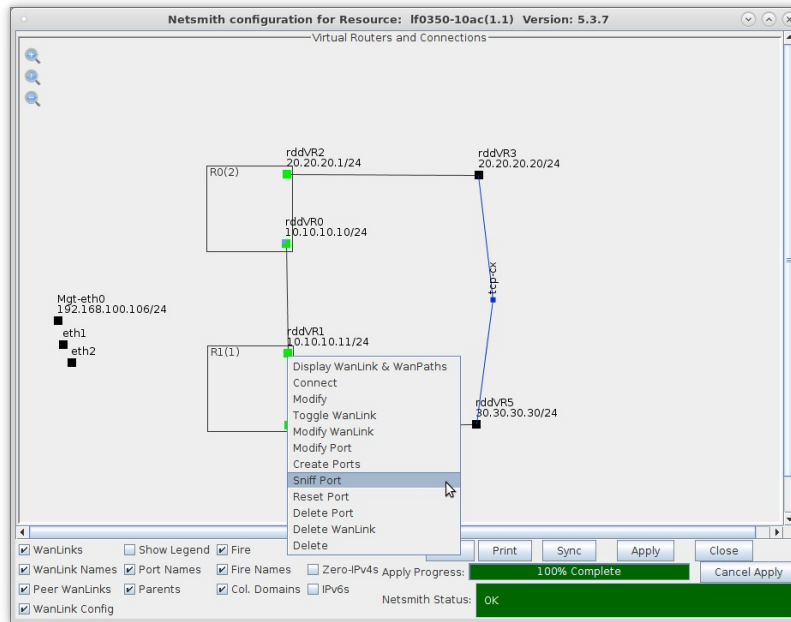 Netsmith configuration for Resource: lf0350-10ac(1.1) Version: 5.3.7
Virtual Routers and Connections
rddVR2
20.20.20.1/24
rddVR3
20.20.20.20/24
R0(2)
rddVR0
10.10.10.10/24
tcp-cx
Mgt-eth0
192.168.100.106/24
eth1
eth2
rddVR1
10.10.10.11/24
R1(1)
Display WanLink & WanPaths
Connect
Modify
Toggle WanLink
Modify WanLink
Modify Port
Create Ports
Sniff Port
Reset Port
Delete Port
Delete WanLink
Delete
rddVR5
30.30.30.30/24
WanLinks Show Legend Fire Print Sync Apply Close
WanLink Names Port Names Fire Names Zero-IPv4s Apply Progress: 100% Complete Cancel Apply
Peer WanLinks Parents Col. Domains IPv6s Netsmith Status: OK
WanLink Config